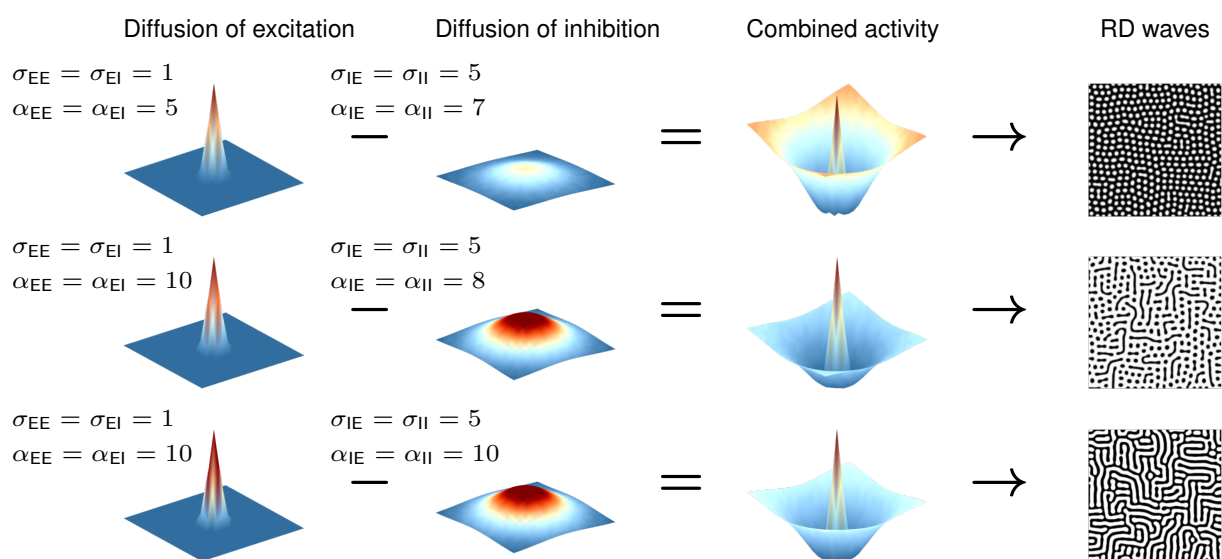 Diffusion of excitation Diffusion of inhibition Combined activity RD waves
σEE = σEI = 1 σIE = σII = 5
αEE = αEI = 5 αIE = αII = 7
− = →
σEE = σEI = 1 σIE = σII = 5
αEE = αEI = 10 αIE = αII = 8
− = →
σEE = σEI = 1 σIE = σII = 5
αEE = αEI = 10 αIE = αII = 10
− = →